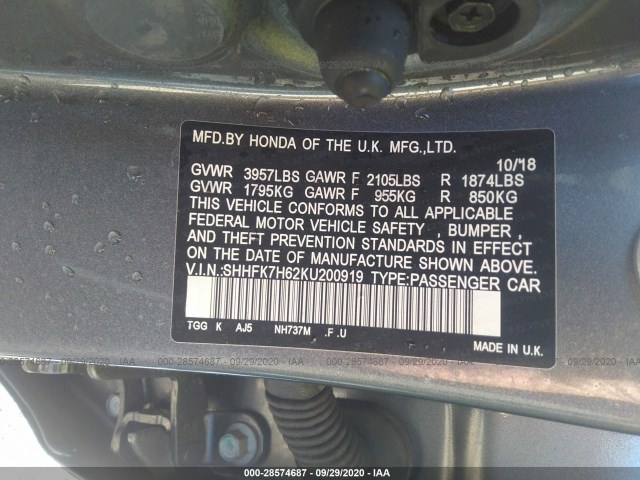 MFD.BY HONDA OF THE U.K. MFG.,LTD.
10/18
GVWR 3957LBS GAWR F 2105LBS R 1874LBS
GVWR 1795KG GAWR F 955KG R 850KG
THIS VEHICLE CONFORMS TO ALL APPLICABLE
FEDERAL MOTOR VEHICLE SAFETY , BUMPER ,
AND THEFT PREVENTION STANDARDS IN EFFECT
ON THE DATE OF MANUFACTURE SHOWN ABOVE.
V.I.N.:SHHFK7H62KU200919 TYPE:PASSENGER CAR
TGG K AJ5 NH737M .F .U
MADE IN U.K.
000-28574687 - 09/29/2020 - IAA
000-28574687 - 09/29/2020 - IAA
000-28574687 - 09/29/2020 - IAA